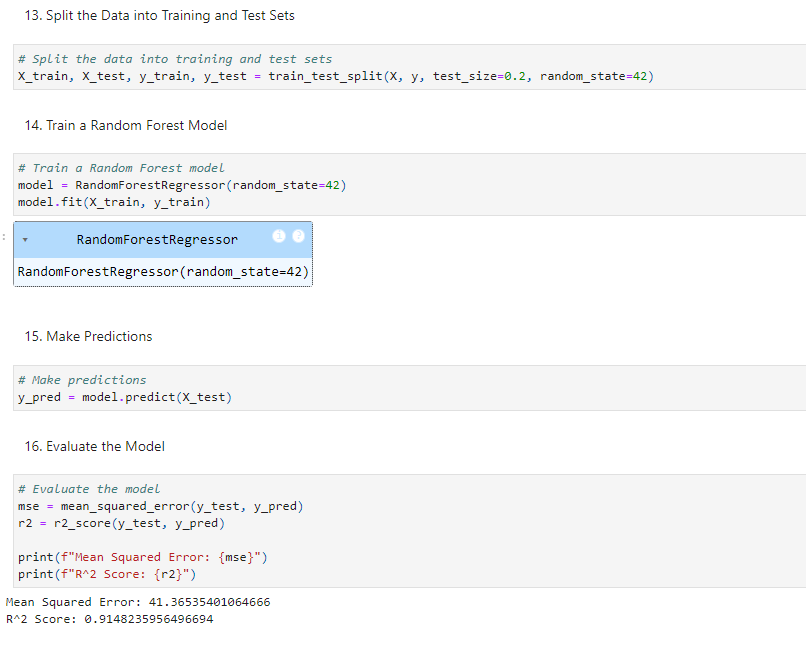 13. Split the Data into Training and Test Sets
# Split the data into training and test sets
X_train, X_test, y_train, y_test = train_test_split(X, y, test_size=0.2, random_state=42)
14. Train a Random Forest Model
# Train a Random Forest model
model = RandomForestRegressor(random_state=42)
model.fit(X_train, y_train)
RandomForestRegressor i ?
RandomForestRegressor(random_state=42)
15. Make Predictions
# Make predictions
y_pred = model.predict(X_test)
16. Evaluate the Model
# Evaluate the model
mse = mean_squared_error(y_test, y_pred)
r2 = r2_score(y_test, y_pred)
print(f"Mean Squared Error: {mse}")
print(f"R^2 Score: {r2}")
Mean Squared Error: 41.36535401064666
R^2 Score: 0.9148235956496694